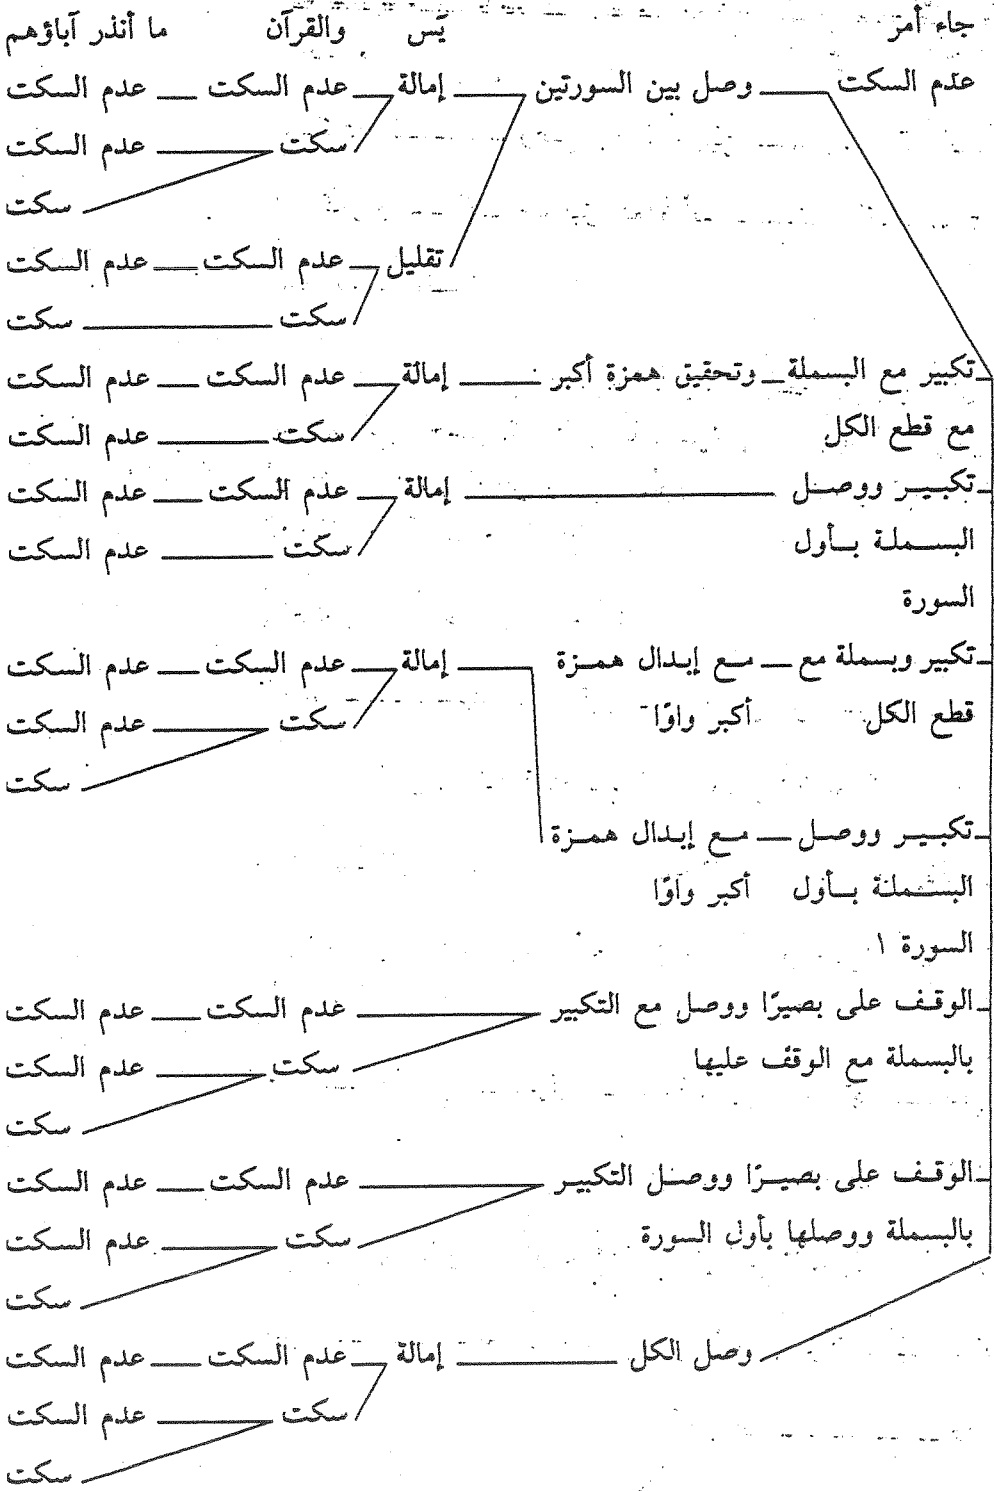 جاء أمر يَس والقرآن ما أنذر آباؤهم
عدم السكت وصل بين السورتين إمالة عدم السكت عدم السكت
سكت عدم السكت
سكت
تقليل عدم السكت عدم السكت
سكت سكت
تكبير مع البسملة وتحقيق همزة أكبر إمالة عدم السكت عدم السكت
مع قطع الكل سكت عدم السكت
تكبير ووصل إمالة عدم السكت عدم السكت
البسملة بأول سكت عدم السكت
السورة
تكبير وبسملة مع مع إبدال همزة إمالة عدم السكت عدم السكت
قطع الكل أكبر واوًا سكت عدم السكت
سكت
تكبير ووصل مع إبدال همزة
البسملة بأول أكبر واوًا
السورة ١
الوقف على بصيرًا ووصل مع التكبير عدم السكت عدم السكت
بالبسملة مع الوقف عليها سكت عدم السكت
سكت
الوقف على بصيرًا ووصل التكبير عدم السكت عدم السكت
بالبسملة ووصلها بأول السورة سكت عدم السكت
سكت
وصل الكل إمالة عدم السكت عدم السكت
سكت عدم السكت
سكت